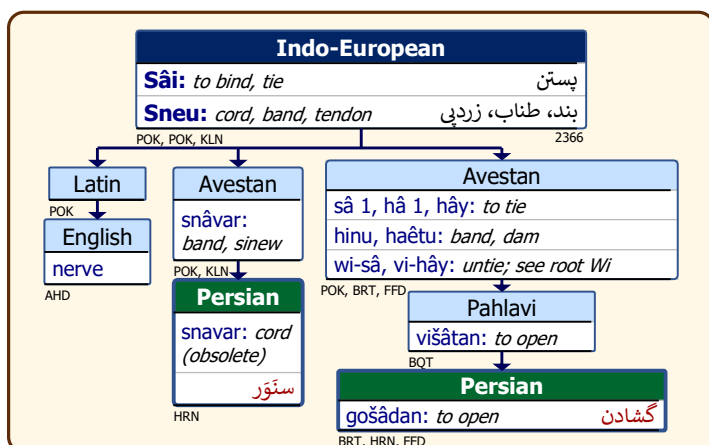 Indo-European
Sâi: to bind, tie پستن
Sneu: cord, band, tendon بند، طناب، زردپی
POK, POK, KLN 2366
Latin
POK
English
nerve
AHD
Avestan
snâvar:
band, sinew
POK, KLN
Persian
snavar: cord
(obsolete)
سنَوَر
HRN
Avestan
sâ 1, hâ 1, hây: to tie
hinu, haêtu: band, dam
wi-sâ, vi-hây: untie; see root Wi
POK, BRT, FFD
Pahlavi
višâtan: to open
BQT
Persian
gošâdan: to open گشادن
BRT, HRN, FFD